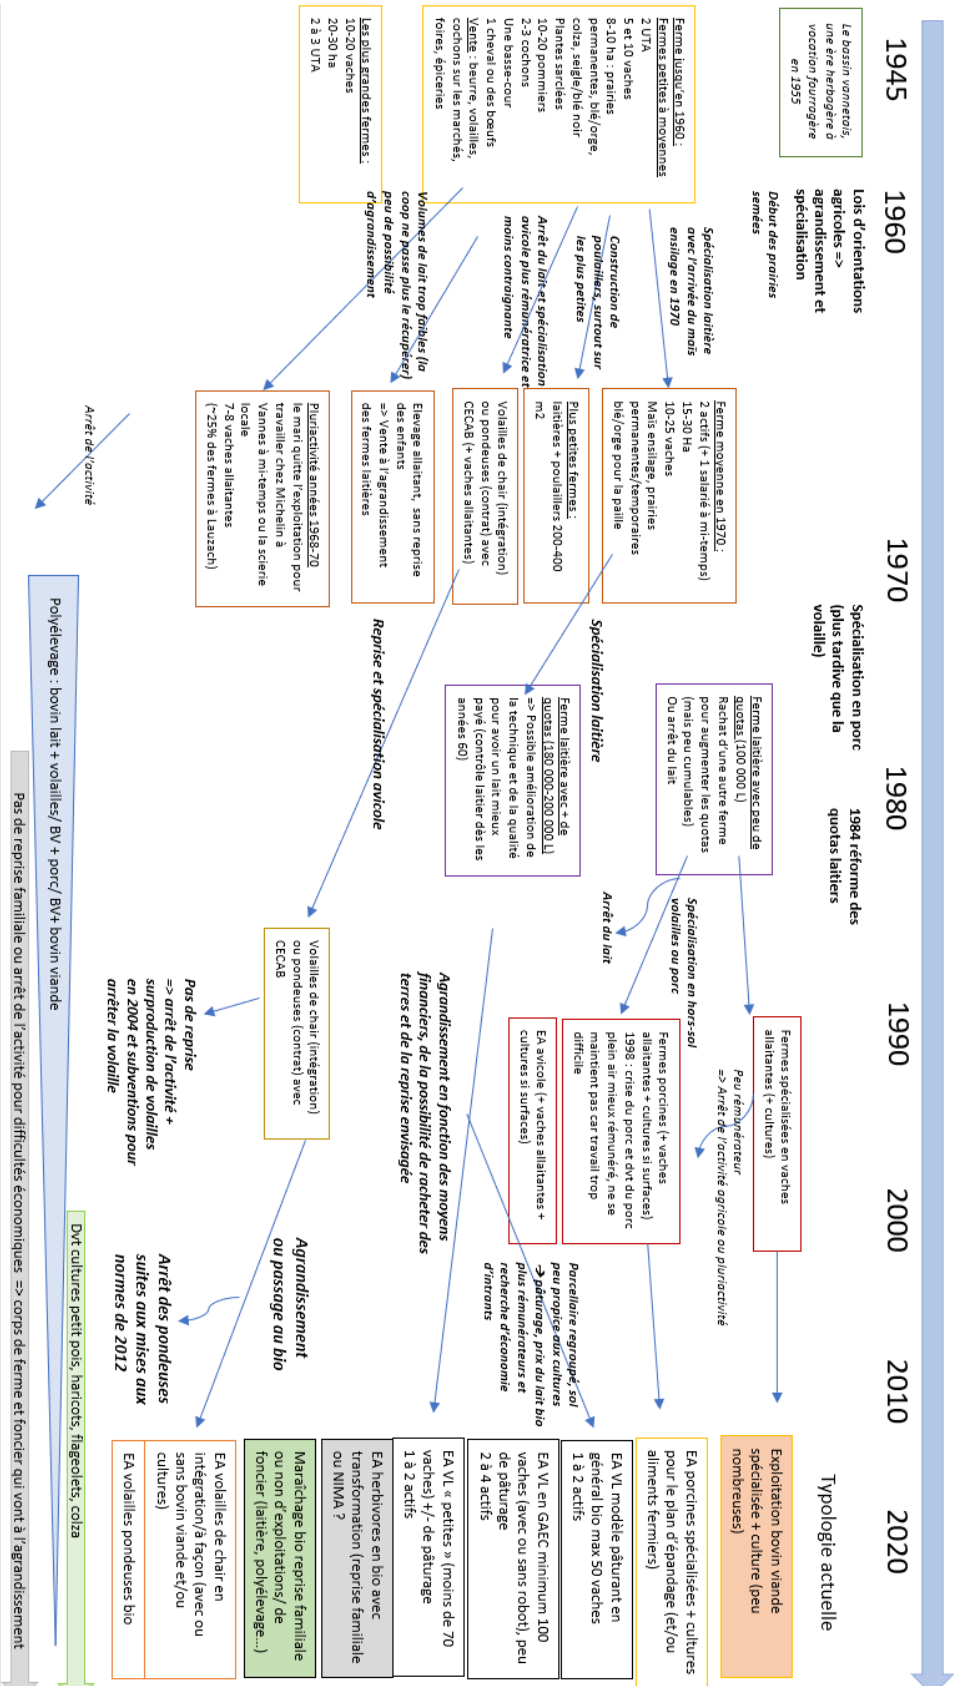 1945
1960
1970
1980
1990
2000
2010
2020
Le bassin vannetais,
une ère herbagère à
vocation fourragère
en 1955
Lois d'orientations
agricoles =>
agrandissement et
spécialisation
Début des prairies
semées
Spécialisation en porc
(plus tardive que la
volaille)
1984 réforme des
quotas laitiers
Typologie actuelle
Ferme jusqu'en 1960 :
Fermes petites à moyennes
2 UTA
5 et 10 vaches
8-10 ha : prairies
permanentes, blé/orge,
colza, seigle/blé noir
Plantes sarclées
10-20 pommiers
2-3 cochons
Une basse-cour
1 cheval ou des bœufs
Vente : beurre, volailles,
cochons sur les marchés,
foires, épiceries
Les plus grandes fermes :
10-20 vaches
20-30 ha
2 à 3 UTA
Spécialisation laitière
avec l'arrivée du maïs
ensilage en 1970
Construction de
poulaillers, surtout sur
les plus petites
Arrêt du lait et spécialisation
avicole plus rémunératrice et
moins contraignante
Volumes de lait trop faibles (la
coop ne passe plus le récupérer)
peu de possibilité
d'agrandissement
Arrêt de l'activité
Ferme moyenne en 1970 :
2 actifs (+ 1 salarié à mi-temps)
15-30 Ha
10-25 vaches
Maïs ensilage, prairies
permanentes/temporaires
blé/orge pour la paille
Plus petites fermes :
laitières + poulaillers 200-400
m2
Volailles de chair (intégration)
ou pondeuses (contrat) avec
CECAB (+ vaches allaitantes)
Elevage allaitant, sans reprise
des enfants
=> Vente à l'agrandissement
des fermes laitières
Pluriactivité années 1968-70
le mari quitte l'exploitation pour
travailler chez Michelin à
Vannes à mi-temps ou la scierie
locale
7-8 vaches allaitantes
(~25% des fermes à Lauzach)
Spécialisation laitière
Reprise et spécialisation avicole
Ferme laitière avec peu de
quotas (100 000 L)
Rachat d'une autre ferme
pour augmenter les quotas
(mais peu cumulables)
Ou arrêt du lait
Ferme laitière avec + de
quotas (180 000-200 000 L)
=> Possible amélioration de
la technique et de la qualité
pour avoir un lait mieux
payé (contrôle laitier dès les
années 60)
Spécialisation en hors-sol
volailles ou porc
Arrêt du lait
Agrandissement en fonction des moyens
financiers, de la possibilité de racheter des
terres et de la reprise envisagée
Volailles de chair (intégration)
ou pondeuses (contrat) avec
CECAB
Pas de reprise
=> arrêt de l'activité +
surproduction de volailles
en 2004 et subventions pour
arrêter la volaille
Fermes spécialisées en vaches
allaitantes (+ cultures)
Peu rémunérateur
=> Arrêt de l'activité agricole ou pluriactivité
Fermes porcines (+ vaches
allaitantes + cultures si surfaces)
1998 : crise du porc et dvt du porc
plein air mieux rémunéré, ne se
maintient pas car travail trop
difficile
EA avicole (+ vaches allaitantes +
cultures si surfaces)
Parcellaire regroupé, sol
peu propice aux cultures
→ pâturage, prix du lait bio
plus rémunérateurs et
recherche d'économie
d'intrants
Agrandissement
ou passage au bio
Arrêt des pondeuses
suites aux mises aux
normes de 2012
Exploitation bovin viande
spécialisée + culture (peu
nombreuses)
EA porcines spécialisées + cultures
pour le plan d'épandage (et/ou
aliments fermiers)
EA VL modèle pâturant en
général bio max 50 vaches
1 à 2 actifs
EA VL en GAEC minimum 100
vaches (avec ou sans robot), peu
de pâturage
2 à 4 actifs
EA VL « petites » (moins de 70
vaches) +/- de pâturage
1 à 2 actifs
EA herbivores en bio avec
transformation (reprise familiale
ou NIMA ?
Maraîchage bio reprise familiale
ou non d'exploitations/ de
foncier (laitière, polyélevage…)
EA volailles de chair en
intégration/à façon (avec ou
sans bovin viande et/ou
cultures)
EA volailles pondeuses bio
Dvt cultures petit pois, haricots, flageolets, colza
Polyélevage : bovin lait + volailles/ BV + porc/ BV+ bovin viande
Pas de reprise familiale ou arrêt de l'activité pour difficultés économiques => corps de ferme et foncier qui vont à l'agrandissement